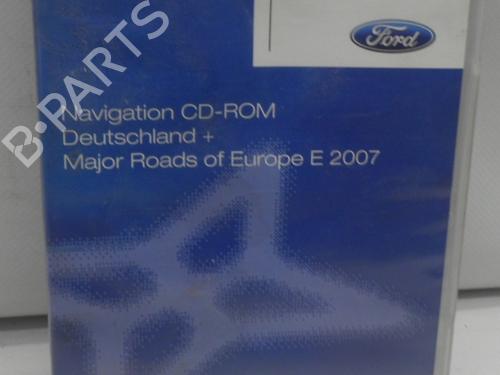 Ford
Navigation CD-ROM
Deutschland +
Major Roads of Europe E 2007
B-PARTS